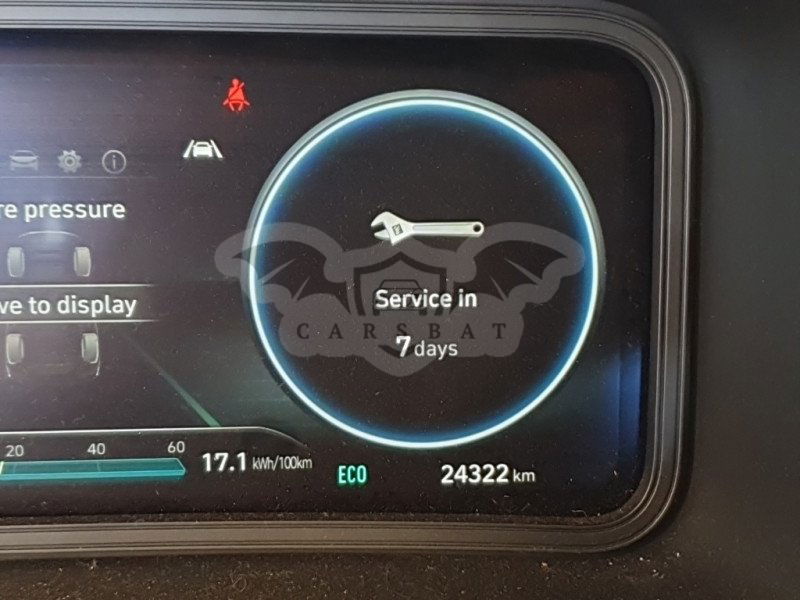 re pressure
ve to display
Service in
CARSBAT
7 days
20 40 60
17.1 kWh/100km
ECO
24322 km